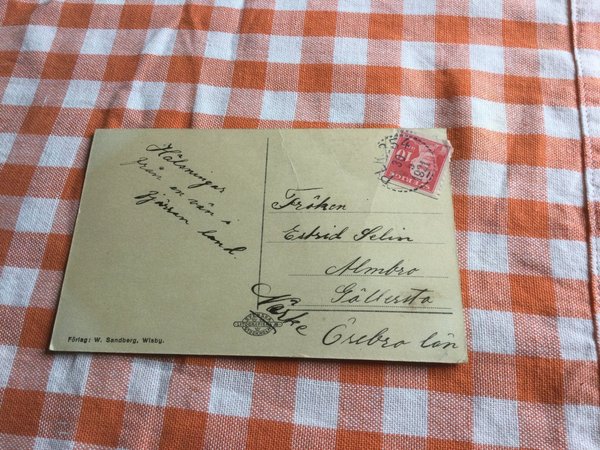 Hälsningar
från en vän i
fjärran land.
Fröken
Estrid Selin
Almbro
Gällersta
Närke
Örebro län
Förlag: W. Sandberg, Wisby.